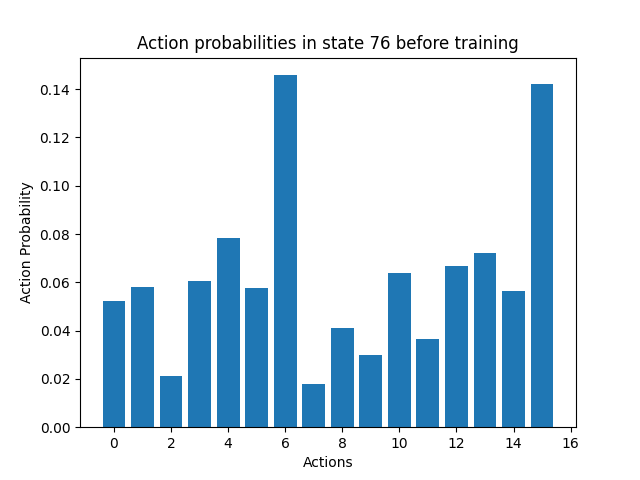 Action probabilities in state 76 before training
Action Probability
0.14
0.12
0.10
0.08
0.06
0.04
0.02
0.00
0 2 4 6 8 10 12 14 16
Actions